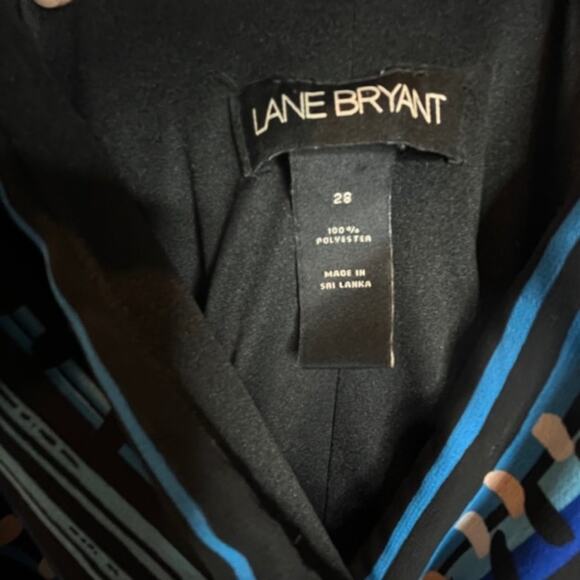 LANE BRYANT
28
100%
POLYESTER
MADE IN
SRI LANKA